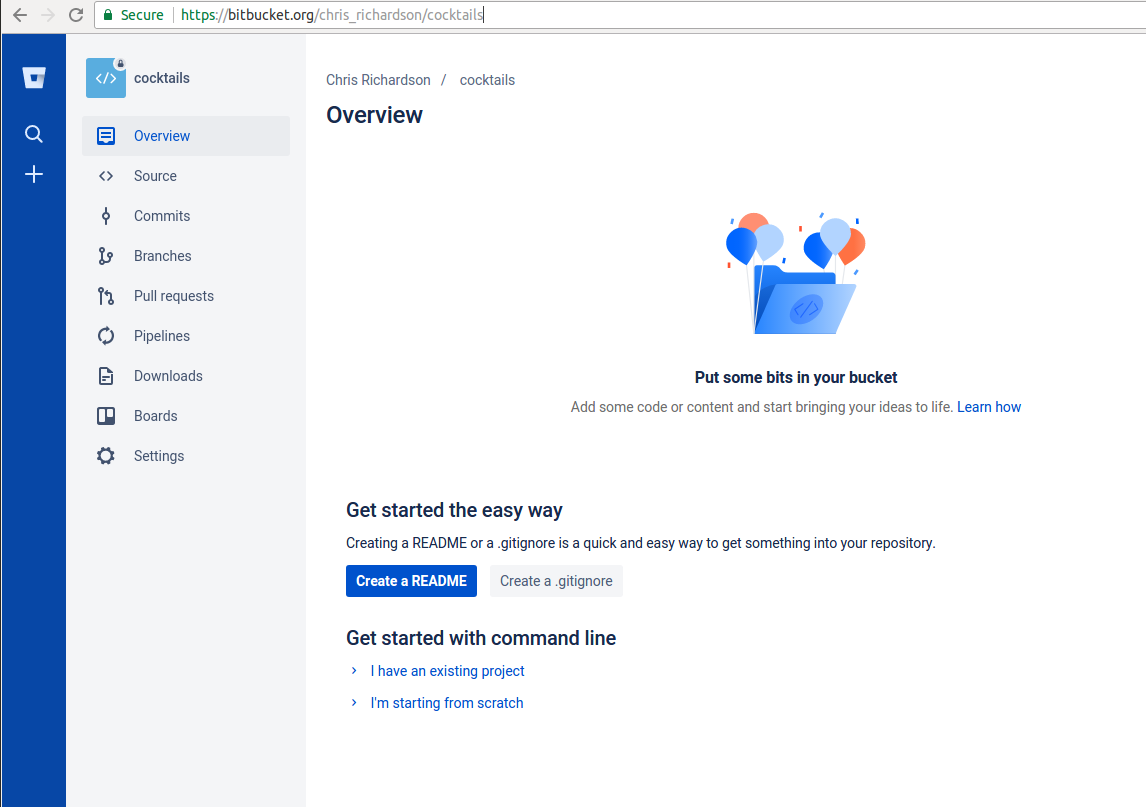 Secure https://bitbucket.org/chris_richardson/cocktails
cocktails
Overview
Source
Commits
Branches
Pull requests
Pipelines
Downloads
Boards
Settings
Chris Richardson / cocktails
Overview
Put some bits in your bucket
Add some code or content and start bringing your ideas to life. Learn how
Get started the easy way
Creating a README or a .gitignore is a quick and easy way to get something into your repository.
Create a README Create a .gitignore
Get started with command line
I have an existing project
I'm starting from scratch